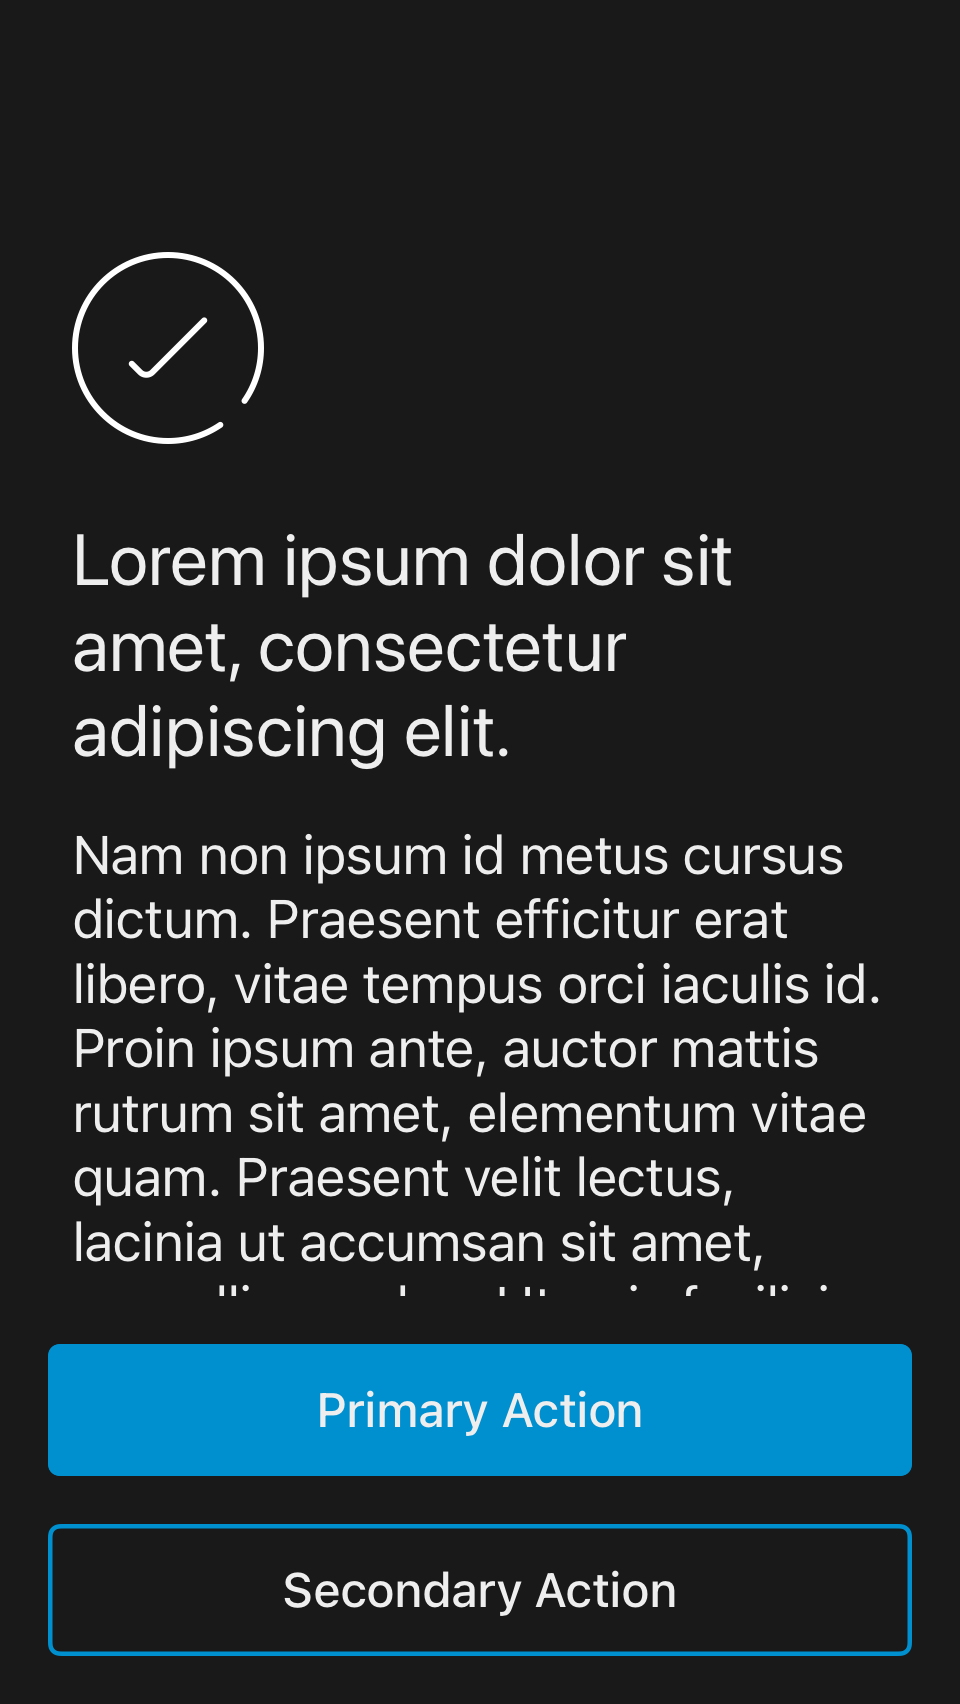 Lorem ipsum dolor sit
amet, consectetur
adipiscing elit.
Nam non ipsum id metus cursus
dictum. Praesent efficitur erat
libero, vitae tempus orci iaculis id.
Proin ipsum ante, auctor mattis
rutrum sit amet, elementum vitae
quam. Praesent velit lectus,
lacinia ut accumsan sit amet,
Primary Action
Secondary Action